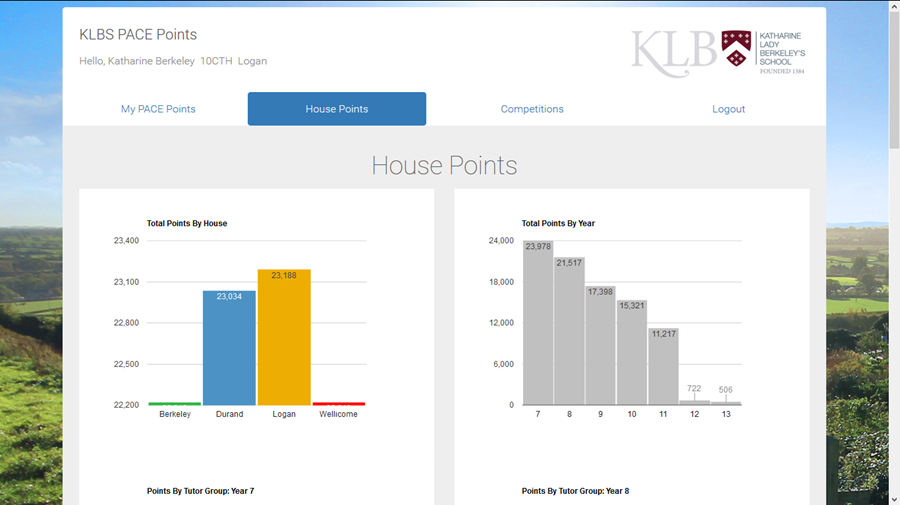 KLBS PACE Points
Hello, Katharine Berkeley 10CTH Logan
KLB
KATHARINE
LADY
BERKELEY'S
SCHOOL
FOUNDED 1384
My PACE Points
House Points
Competitions
Logout
House Points
Total Points By House
23,400
23,100
22,800
22,500
22,200
23,034
23,188
Berkeley
Durand
Logan
Wellicome
Total Points By Year
24,000
18,000
12,000
6,000
0
23,978
21,517
17,398
15,321
11,217
722
506
7
8
9
10
11
12
13
Points By Tutor Group: Year 7
Points By Tutor Group: Year 8